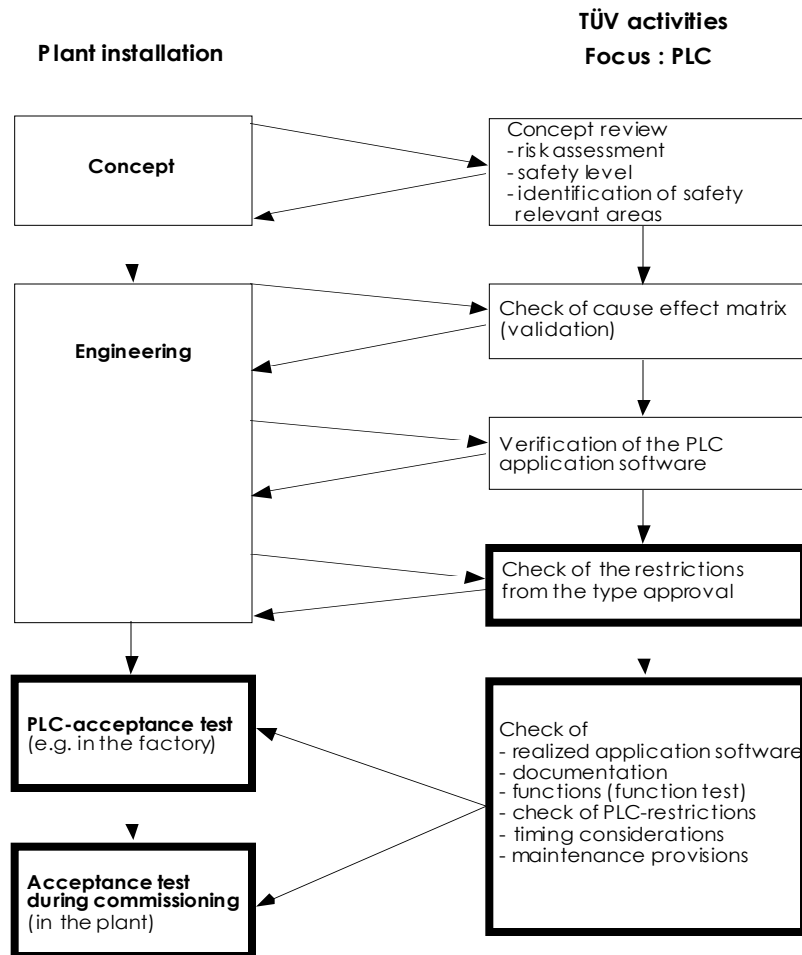 Plant installation
TÜV activities
Focus : PLC
Concept
Concept review
- risk assessment
- safety level
- identification of safety
relevant areas
Engineering
Check of cause effect matrix
(validation)
Verification of the PLC
application software
Check of the restrictions
from the type approval
PLC-acceptance test
(e.g. in the factory)
Check of
- realized application software
- documentation
- functions (function test)
- check of PLC-restrictions
- timing considerations
- maintenance provisions
Acceptance test
during commissioning
(in the plant)